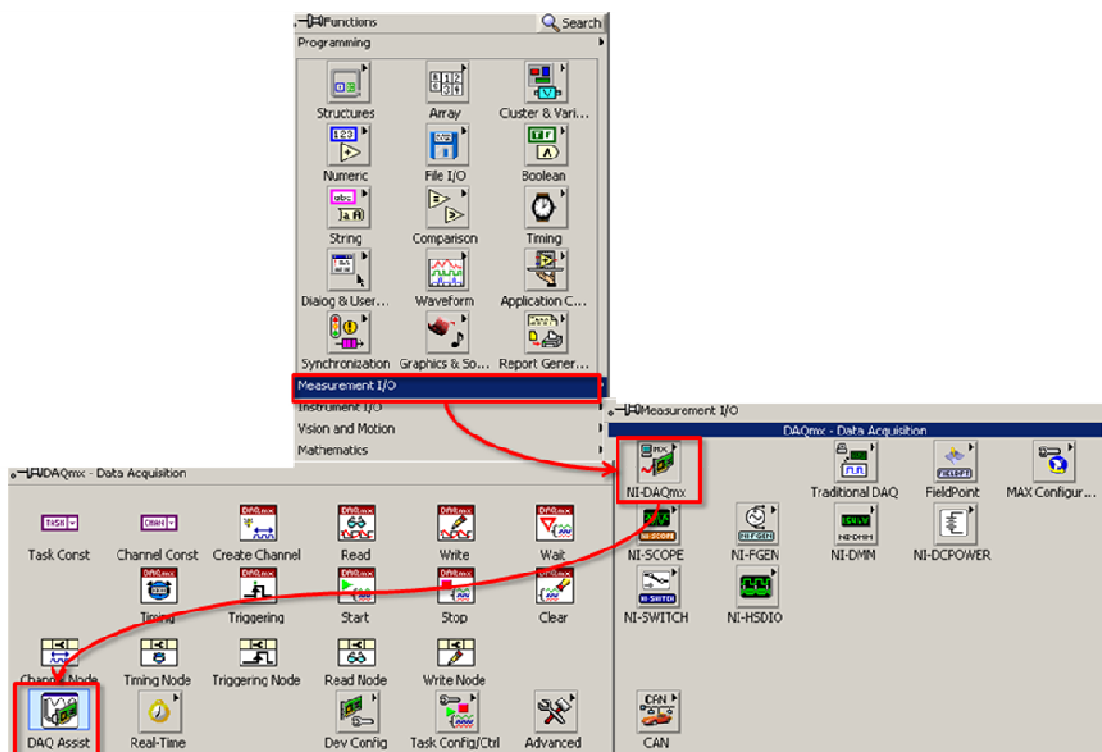 Functions Search
Programming
Structures Array Cluster & Vari...
Numeric File I/O Boolean
String Comparison Timing
Dialog & User... Waveform Application C...
Synchronization Graphics & So... Report Gener...
Measurement I/O
Instrument I/O
Vision and Motion
Mathematics
Measurement I/O
DAQmx - Data Acquisition
NI-DAQmx Traditional DAQ FieldPoint MAX Configur...
NI-SCOPE NI-FGEN NI-DMM NI-DCPOWER
NI-SWITCH NI-HSDIO
CAN
DAQmx - Data Acquisition
Task Const Channel Const Create Channel Read Write Wait
Timing Triggering Start Stop Clear
Channel Node Timing Node Triggering Node Read Node Write Node
DAQ Assist Real-Time Dev Config Task Config/Ctrl Advanced